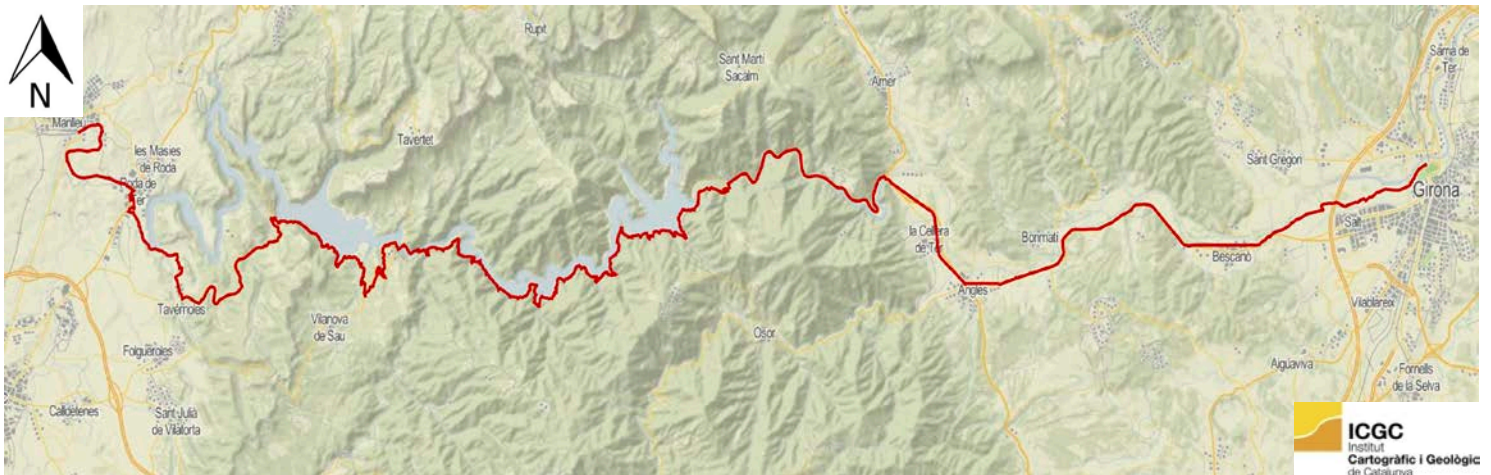 N
Rupit
Sant Martí
Sacalm
Amer
Sarrià de
Ter
Manlleu
les Masies
de Roda
Roda de
Ter
Tavertet
Sant Gregori
Girona
la Cellera
de Ter
Bonmatí
Salt
Bescanó
Anglès
Tavèrnoles
Vilanova
de Sau
Osor
Vilablareix
Folgueroles
Aiguaviva
Fornells
de la Selva
Calldetenes
Sant Julià
de Vilatorta
ICGC
Institut
Cartogràfic i Geològic
de Catalunya